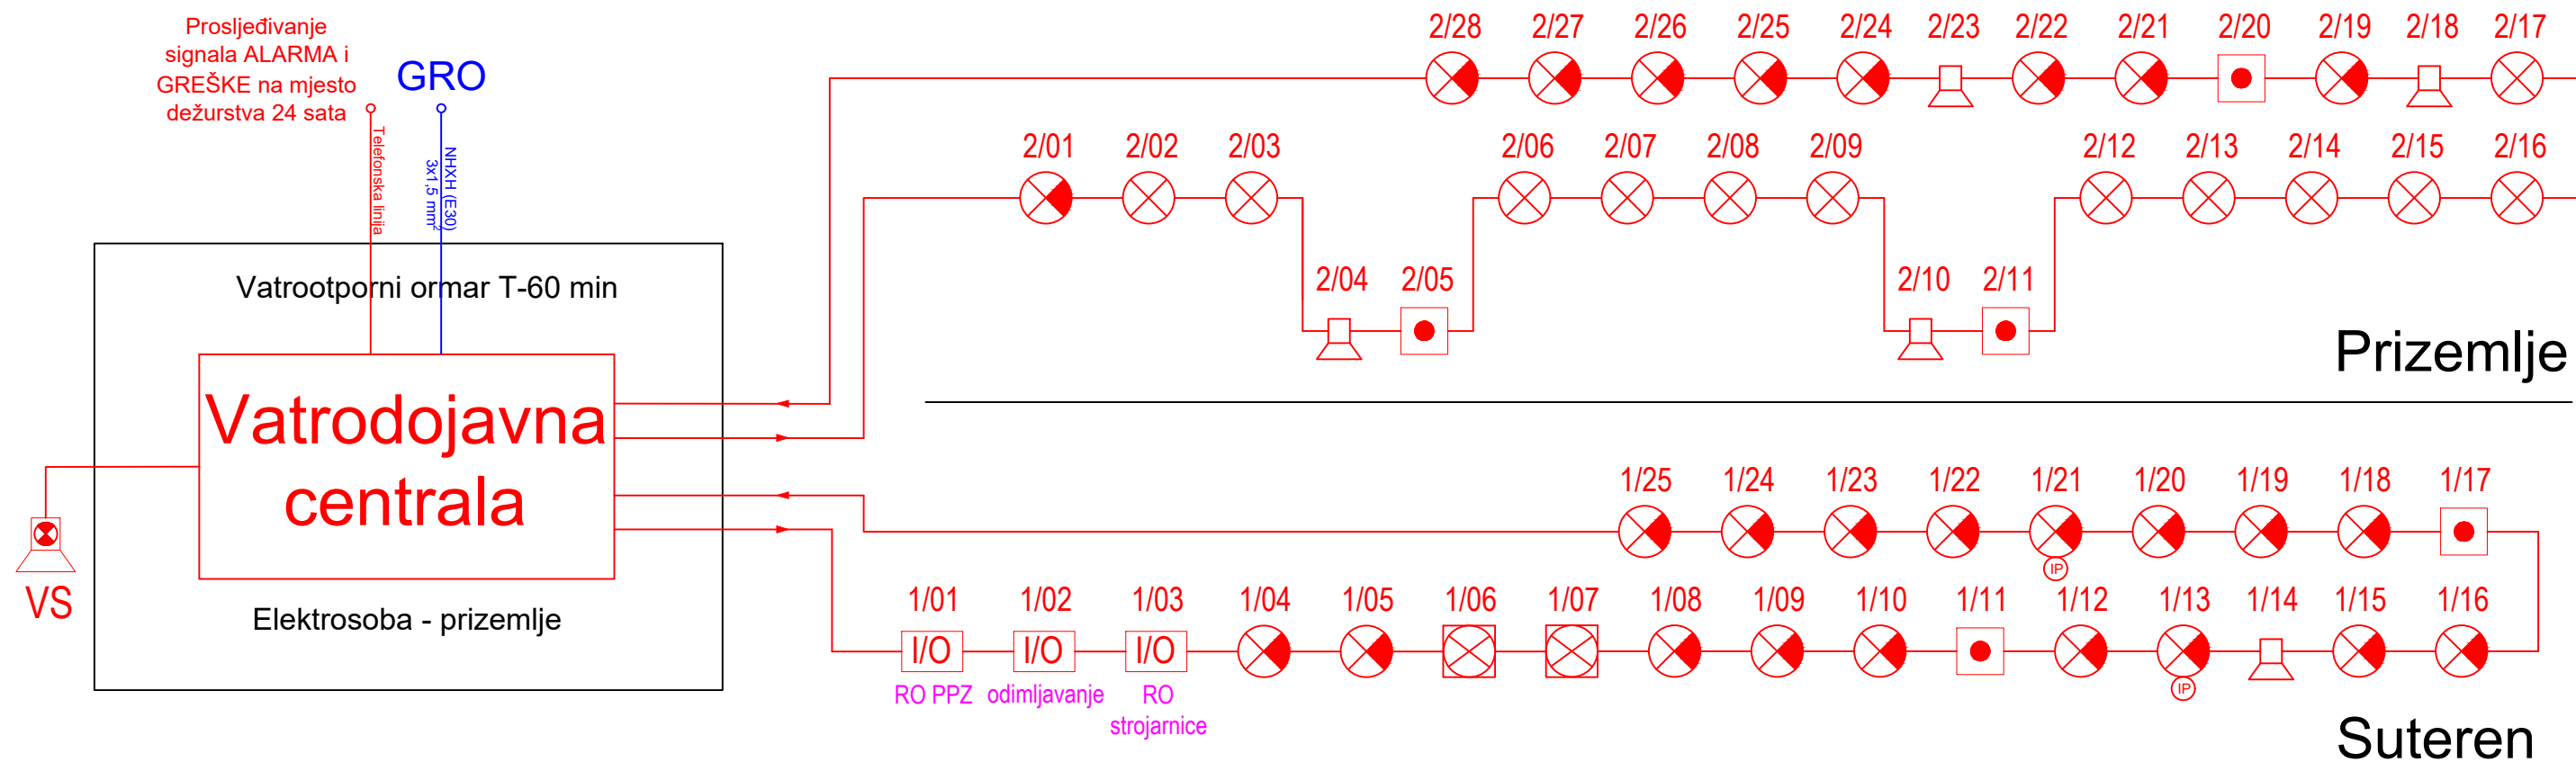 Prosljeđivanje
signala ALARMA i
GREŠKE na mjesto
dežurstva 24 sata
GRO
Telefonska linija
NHXH (E30)
3x1,5 mm²
Vatrootporni ormar T-60 min
Vatrodojavna
centrala
Elektrosoba - prizemlje
VS
2/28 2/27 2/26 2/25 2/24 2/23 2/22 2/21 2/20 2/19 2/18 2/17
2/01 2/02 2/03 2/06 2/07 2/08 2/09 2/12 2/13 2/14 2/15 2/16
2/04 2/05 2/10 2/11
Prizemlje
1/25 1/24 1/23 1/22 1/21 1/20 1/19 1/18 1/17
IP
1/01 1/02 1/03 1/04 1/05 1/06 1/07 1/08 1/09 1/10 1/11 1/12 1/13 1/14 1/15 1/16
I/O I/O I/O
IP
RO PPZ odimljavanje RO
strojarnice
Suteren